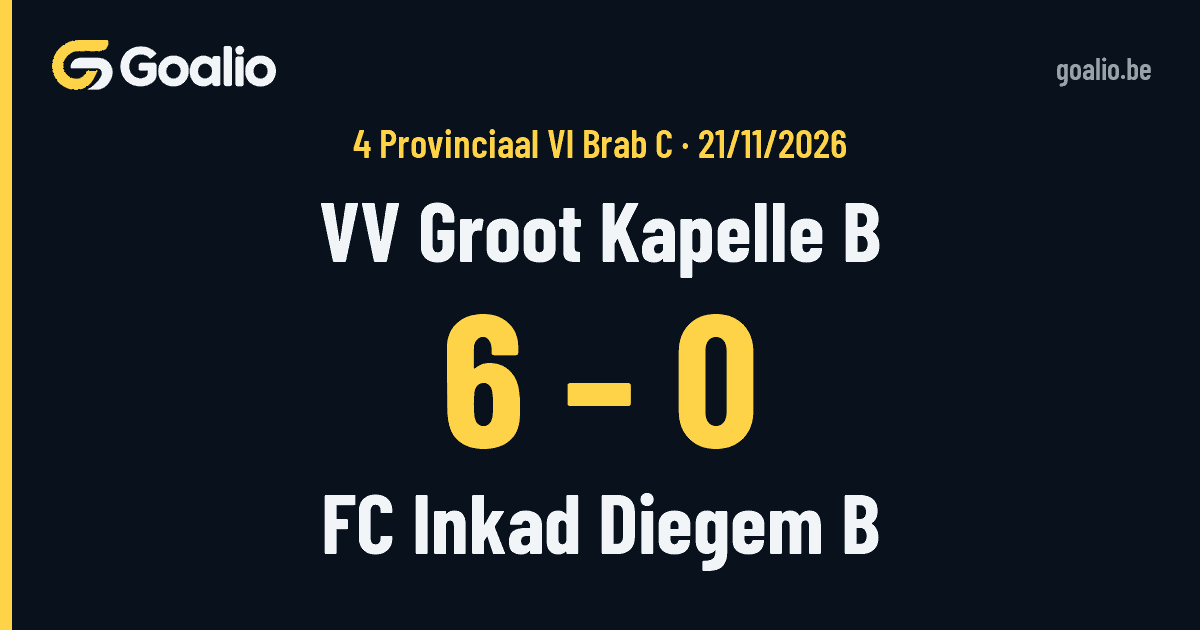 Goalio
goalio.be
4 Provinciaal Vl Brab C · 21/11/2026
VV Groot Kapelle B
6 – 0
FC Inkad Diegem B